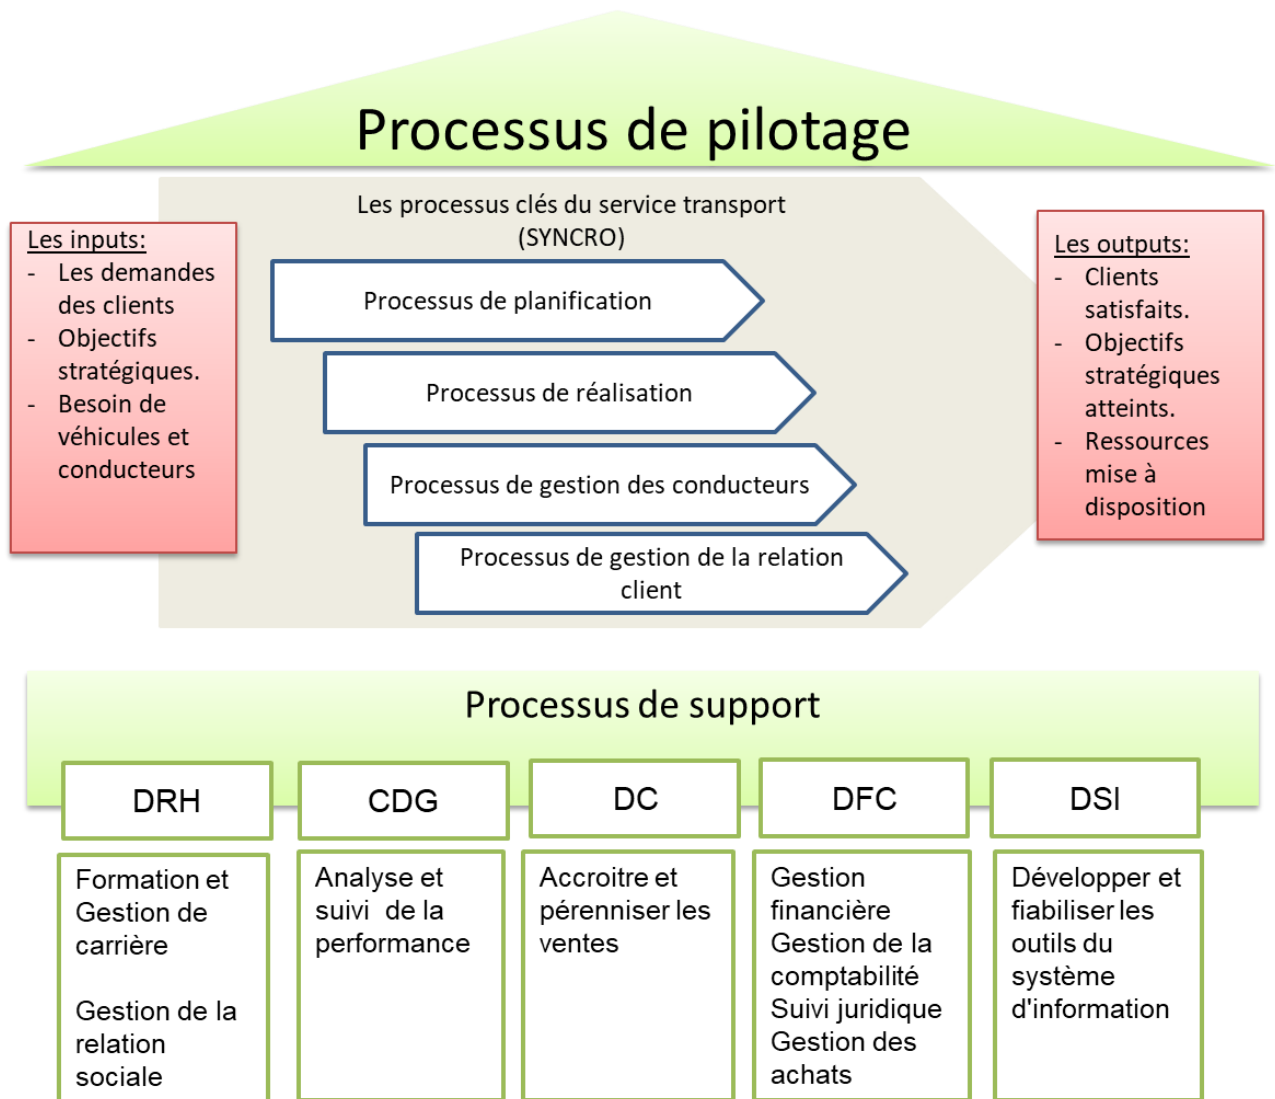 Processus de pilotage
Les processus clés du service transport
(SYNCRO)
Les inputs:
- Les demandes
des clients
- Objectifs
stratégiques.
- Besoin de
véhicules et
conducteurs
Processus de planification
Processus de réalisation
Processus de gestion des conducteurs
Processus de gestion de la relation
client
Les outputs:
- Clients
satisfaits.
- Objectifs
stratégiques
atteints.
- Ressources
mise à
disposition
Processus de support
DRH
CDG
DC
DFC
DSI
Formation et
Gestion de
carrière
Gestion de la
relation
sociale
Analyse et
suivi de la
performance
Accroitre et
pérenniser les
ventes
Gestion
financière
Gestion de la
comptabilité
Suivi juridique
Gestion des
achats
Développer et
fiabiliser les
outils du
système
d'information